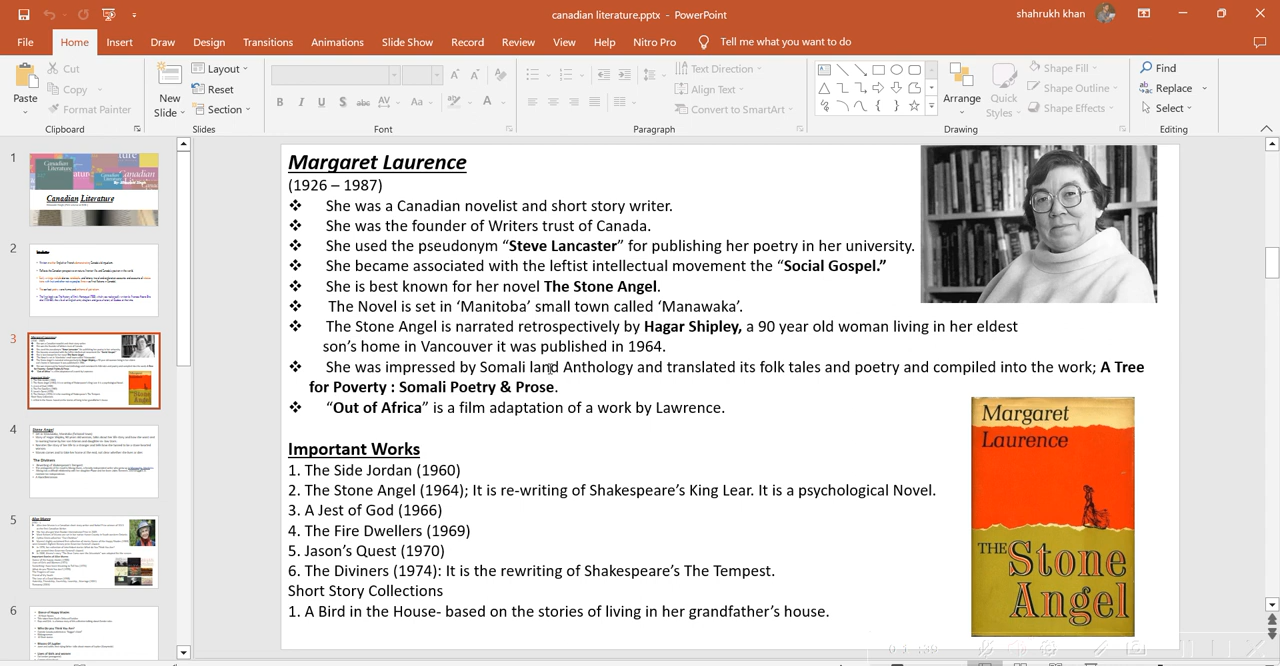 canadian literature.pptx - PowerPoint
shahrukh khan
File Home Insert Draw Design Transitions Animations Slide Show Record Review View Help Nitro Pro Tell me what you want to do
Paste
Cut
Copy
Format Painter
Clipboard
New Slide
Layout
Reset
Section
Slides
Font
Text Direction
Align Text
Convert to SmartArt
Paragraph
Arrange
Quick Styles
Shape Fill
Shape Outline
Shape Effects
Drawing
Find
Replace
Select
Editing
1
Canadian Literature
2
3
4
Stone Angel
The Diviners
5
6
Margaret Laurence
(1926 – 1987)
❖ She was a Canadian novelist and short story writer.
❖ She was the founder of Writers trust of Canada.
❖ She used the pseudonym “Steve Lancaster” for publishing her poetry in her university.
❖ She became associated with the leftist intellectual movement the “Social Gospel.”
❖ She is best known for her novel The Stone Angel.
❖ The Novel is set in ‘Manitoba’ small town called ‘Manawaka’.
❖ The Stone Angel is narrated retrospectively by Hagar Shipley, a 90 year old woman living in her eldest
son’s home in Vancouver was published in 1964.
❖ She was impressed by Somaliland Anthology and translate its folk tales and poetry and compiled into the work; A Tree
for Poverty : Somali Poetry Prose.
❖ “Out of Africa” is a film adaptation of a work by Lawrence.
Important Works
1. The Side Jordan (1960)
2. The Stone Angel (1964); It is re-writing of Shakespeare’s King Lear. It is a psychological Novel.
3. A Jest of God (1966)
4. The Fire-Dwellers (1969)
5. Jason’s Quest (1970)
6. The Diviners (1974): It is the re-writing of Shakespeare’s The Tempest.
Short Story Collections
1. A Bird in the House- based on the stories of living in her grandfather’s house.
Margaret
Laurence
THE Stone
Angel